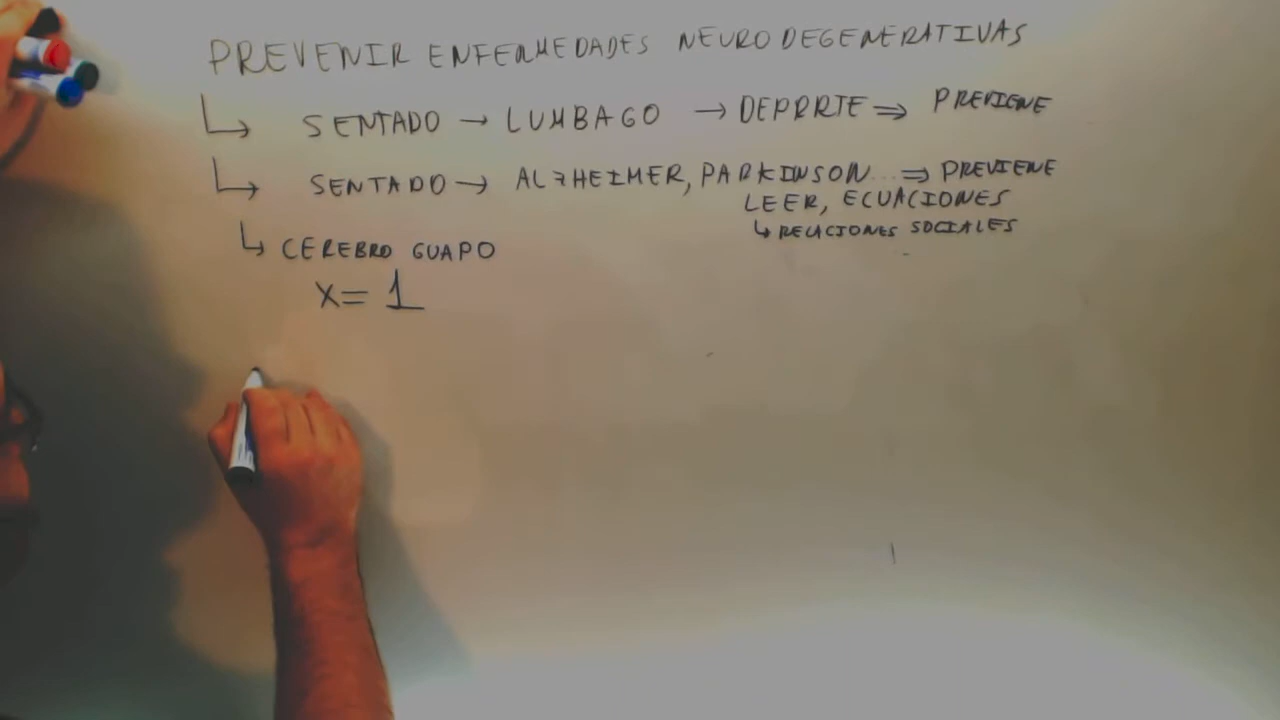 PREVENIR ENFERMEDADES NEURODEGENERATIVAS
↳ SENTADO → LUMBAGO → DEPORTE ⇒ PREVIENE
↳ SENTADO → ALZHEIMER, PARKINSON... ⇒ PREVIENE
LEER, ECUACIONES
↳ RELACIONES SOCIALES
↳ CEREBRO GUAPO
X= 1